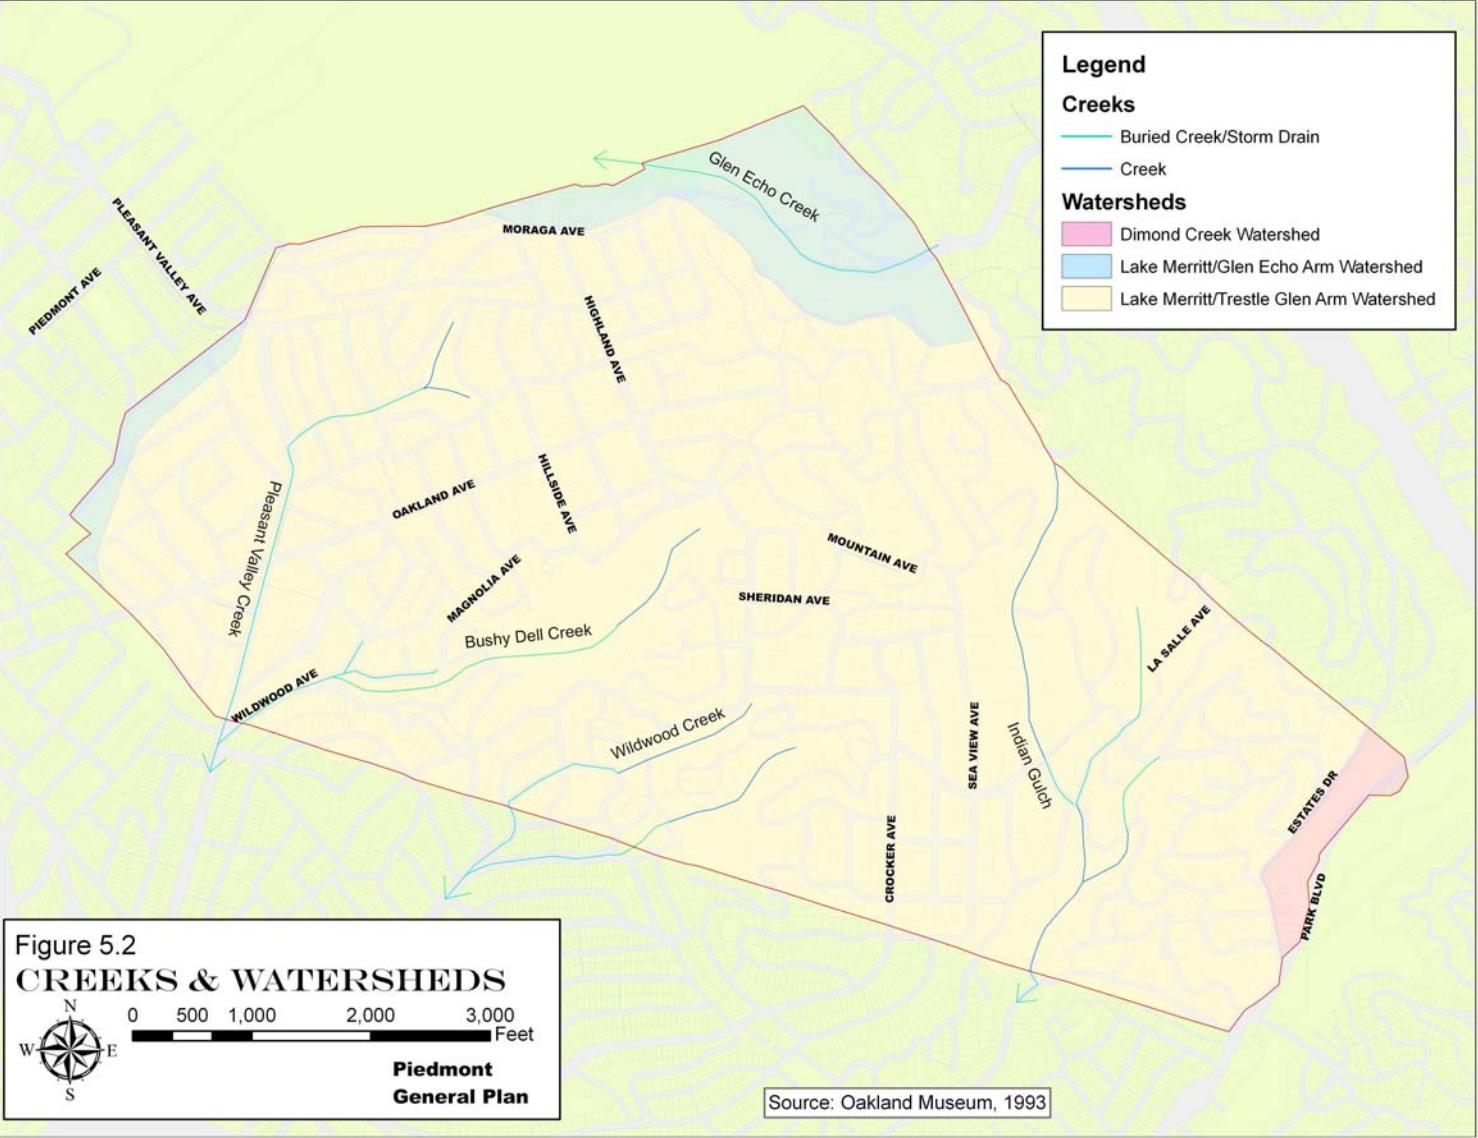 Legend
Creeks
Buried Creek/Storm Drain
Creek
Watersheds
Dimond Creek Watershed
Lake Merritt/Glen Echo Arm Watershed
Lake Merritt/Trestle Glen Arm Watershed
Glen Echo Creek
MORAGA AVE
PLEASANT VALLEY AVE
PIEDMONT AVE
HIGHLAND AVE
HILLSIDE AVE
OAKLAND AVE
Pleasant Valley Creek
MAGNOLIA AVE
MOUNTAIN AVE
SHERIDAN AVE
Bushy Dell Creek
LA SALLE AVE
WILDWOOD AVE
Wildwood Creek
SEA VIEW AVE
Indian Gulch
ESTATES DR
CROCKER AVE
PARK BLVD
Figure 5.2
CREEKS & WATERSHEDS
N
W E
S
0 500 1,000 2,000 3,000
Feet
Piedmont
General Plan
Source: Oakland Museum, 1993